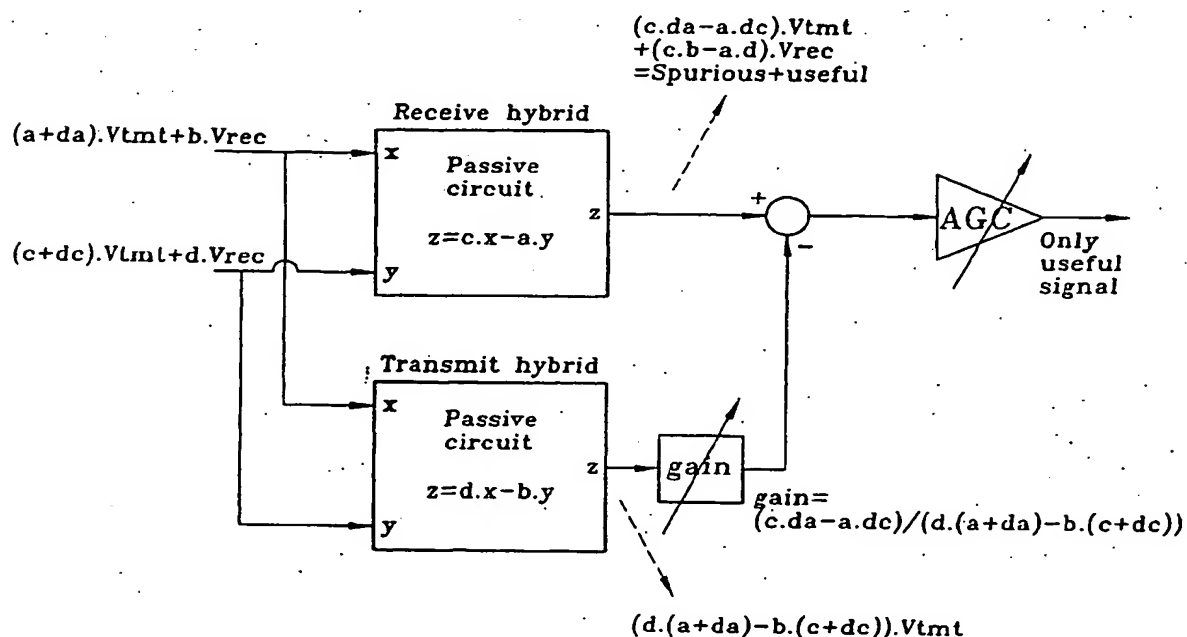 (c.da-a.dc).Vtmt
+(c.b-a.d).Vrec
=Spurious+useful
Receive hybrid
(a+da).Vtmt+b.Vrec
x
Passive
circuit
z
z=c.x-a.y
(c+dc).Vtmt+d.Vrec
y
+
-
AGC
Only
useful
signal
Transmit hybrid
x
Passive
circuit
z
z=d.x-b.y
y
gain
gain=
(c.da-a.dc)/(d.(a+da)-b.(c+dc))
(d.(a+da)-b.(c+dc)).Vtmt